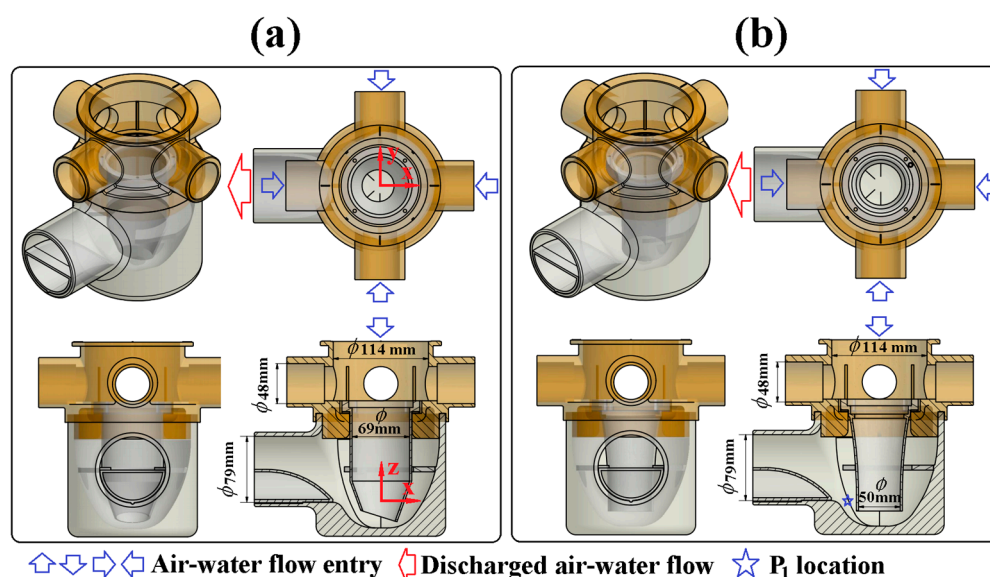 (a)
(b)
y
x
y
x
ϕ114 mm
ϕ48mm
ϕ
69mm
ϕ79mm
z
x
ϕ114 mm
ϕ48mm
ϕ79mm
ϕ
50mm
Air-water flow entry
Discharged air-water flow
P₁ location